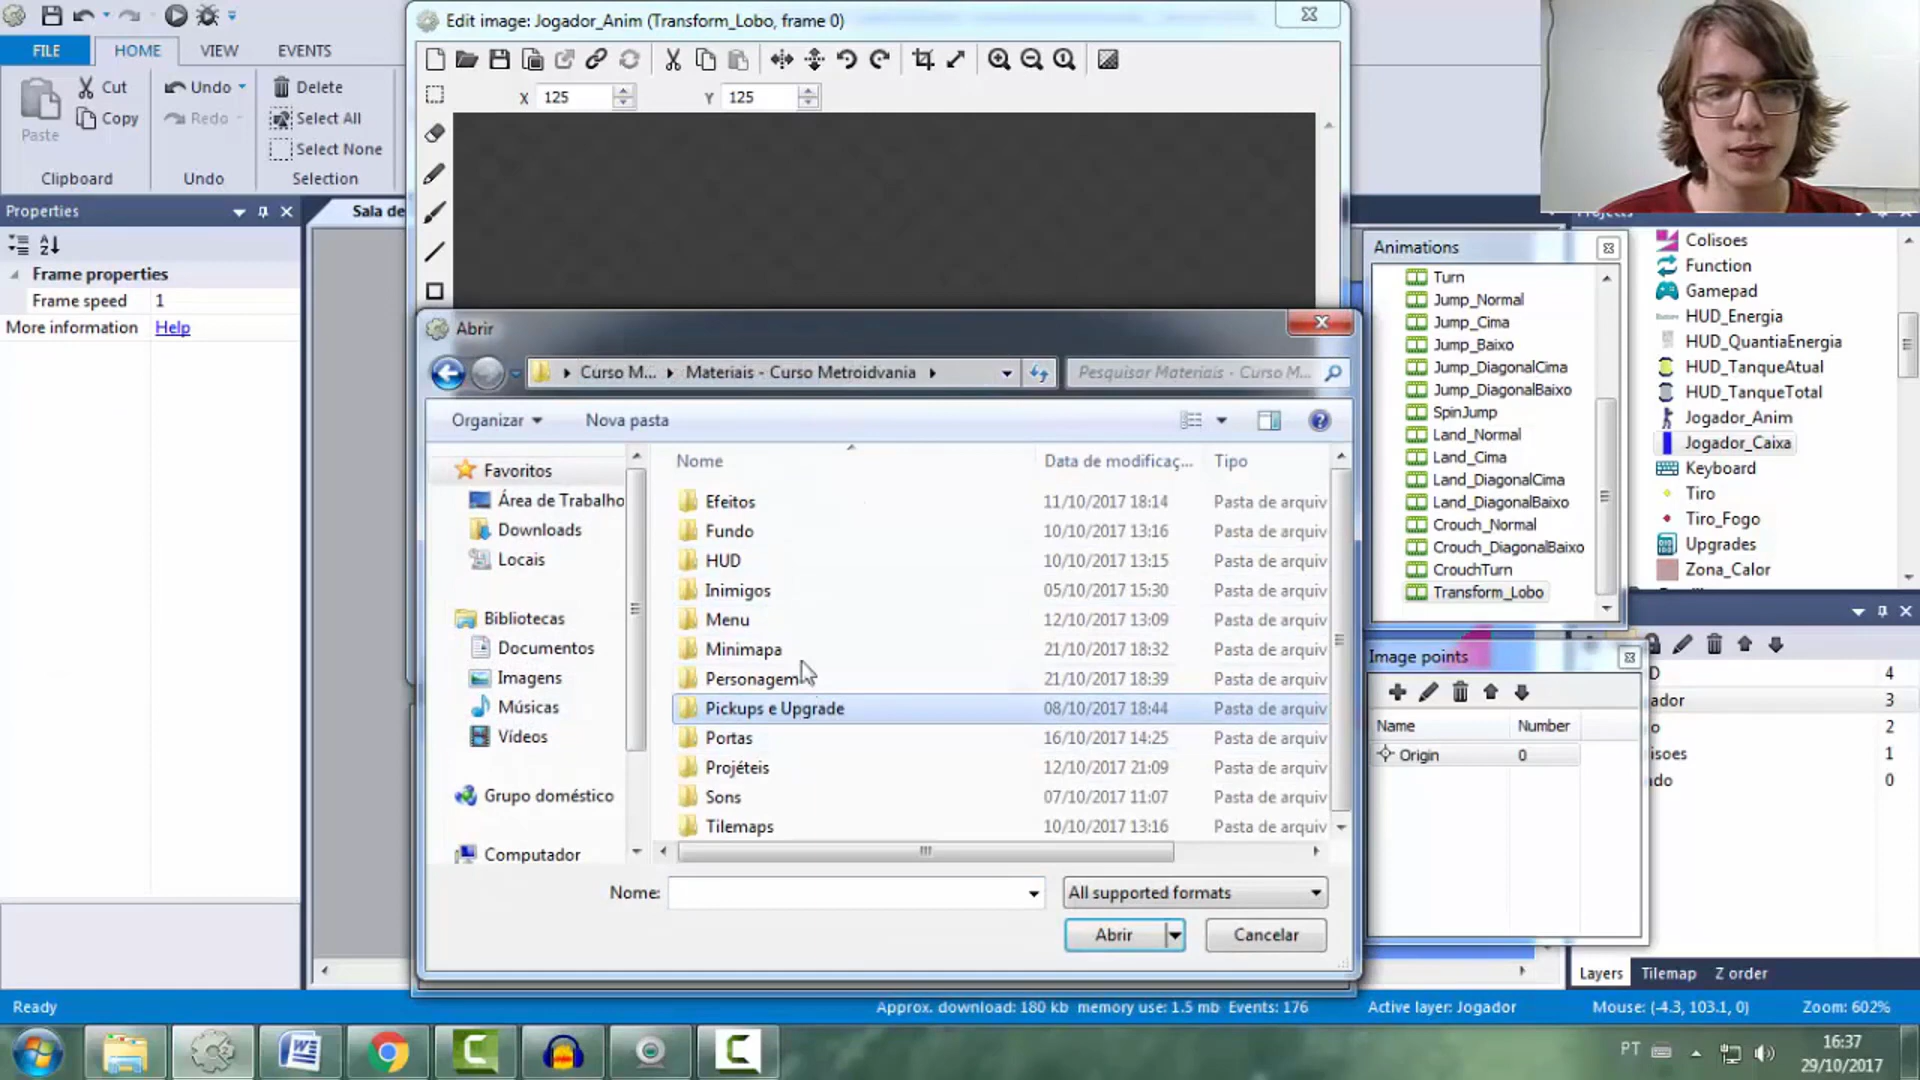 Edit image: Jogador_Anim (Transform_Lobo, frame 0)
FILE
HOME
VIEW
EVENTS
Paste
Cut
Copy
Clipboard
Undo
Redo
Undo
Delete
Select All
Select None
Selection
X 125
Y 125
Properties
Sala de
Frame properties
Frame speed 1
More information Help
Abrir
Curso M... Materiais - Curso Metroidvania
Pesquisar Materiais - Curso M...
Organizar
Nova pasta
Favoritos
Área de Trabalho
Downloads
Locais
Bibliotecas
Documentos
Imagens
Músicas
Vídeos
Grupo doméstico
Computador
Nome Data de modificaç... Tipo
Efeitos 11/10/2017 18:14 Pasta de arquiv
Fundo 10/10/2017 13:16 Pasta de arquiv
HUD 10/10/2017 13:15 Pasta de arquiv
Inimigos 05/10/2017 15:30 Pasta de arquiv
Menu 12/10/2017 13:09 Pasta de arquiv
Minimapa 21/10/2017 18:32 Pasta de arquiv
Personagem 21/10/2017 18:39 Pasta de arquiv
Pickups e Upgrade 08/10/2017 18:44 Pasta de arquiv
Portas 16/10/2017 14:25 Pasta de arquiv
Projéteis 12/10/2017 21:09 Pasta de arquiv
Sons 07/10/2017 11:07 Pasta de arquiv
Tilemaps 10/10/2017 13:16 Pasta de arquiv
Nome:
All supported formats
Abrir
Cancelar
Animations
Turn
Jump_Normal
Jump_Cima
Jump_Baixo
Jump_DiagonalCima
Jump_DiagonalBaixo
SpinJump
Land_Normal
Land_Cima
Land_DiagonalCima
Land_DiagonalBaixo
Crouch_Normal
Crouch_DiagonalBaixo
CrouchTurn
Transform_Lobo
Image points
Name Number
Origin 0
Colisoes
Function
Gamepad
HUD_Energia
HUD_QuantiaEnergia
HUD_TanqueAtual
HUD_TanqueTotal
Jogador_Anim
Jogador_Caixa
Keyboard
Tiro
Tiro_Fogo
Upgrades
Zona_Calor
D 4
ador 3
o 2
isoes 1
do 0
Layers
Tilemap
Z order
Ready
Approx. download: 180 kb memory use: 1.5 mb Events: 176
Active layer: Jogador
Mouse: (-4.3, 103.1, 0)
Zoom: 602%
PT
16:37
29/10/2017